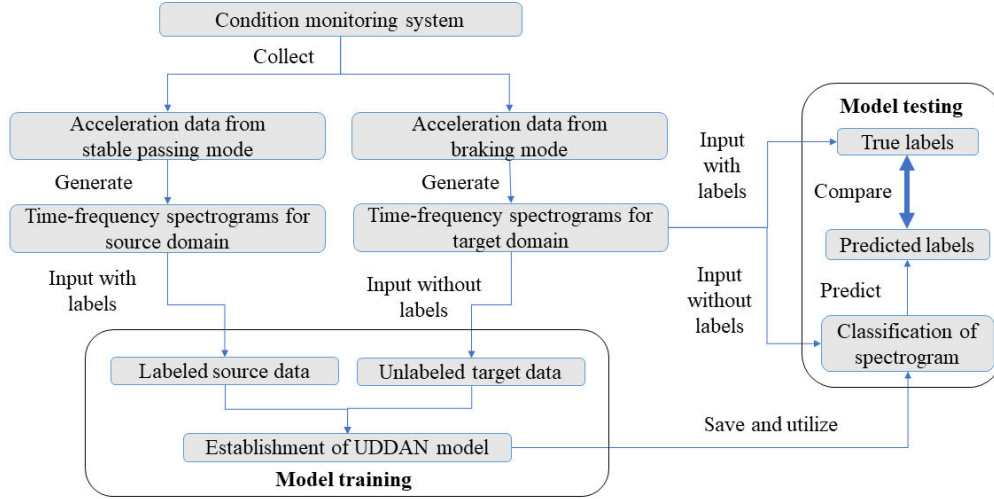 Condition monitoring system
Collect
Acceleration data from
stable passing mode
Acceleration data from
braking mode
Generate
Generate
Time-frequency spectrograms for
source domain
Time-frequency spectrograms for
target domain
Input with
labels
Input without
labels
Labeled source data
Unlabeled target data
Establishment of UDDAN model
Model training
Input
with
labels
Input
without
labels
Save and utilize
Model testing
True labels
Compare
Predicted labels
Predict
Classification of
spectrogram